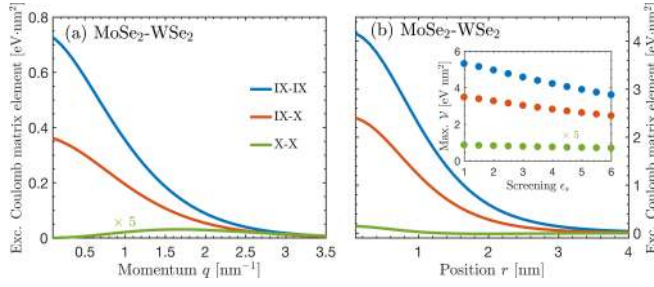 (a) MoSe₂-WSe₂
Exc. Coulomb matrix element [eV·nm²]
0.8
0.6
0.4
0.2
0
IX-IX
IX-X
X-X
× 5
0.5 1 1.5 2 2.5 3 3.5
Momentum q [nm⁻¹]
(b) MoSe₂-WSe₂
Max. 𝒱 [eV nm²]
6
4
2
0
× 5
1 2 3 4 5 6
Screening ϵₛ
1 2 3 4
Position r [nm]
4
3
2
1
0
Exc. Coulomb matrix element [eV·nm²]